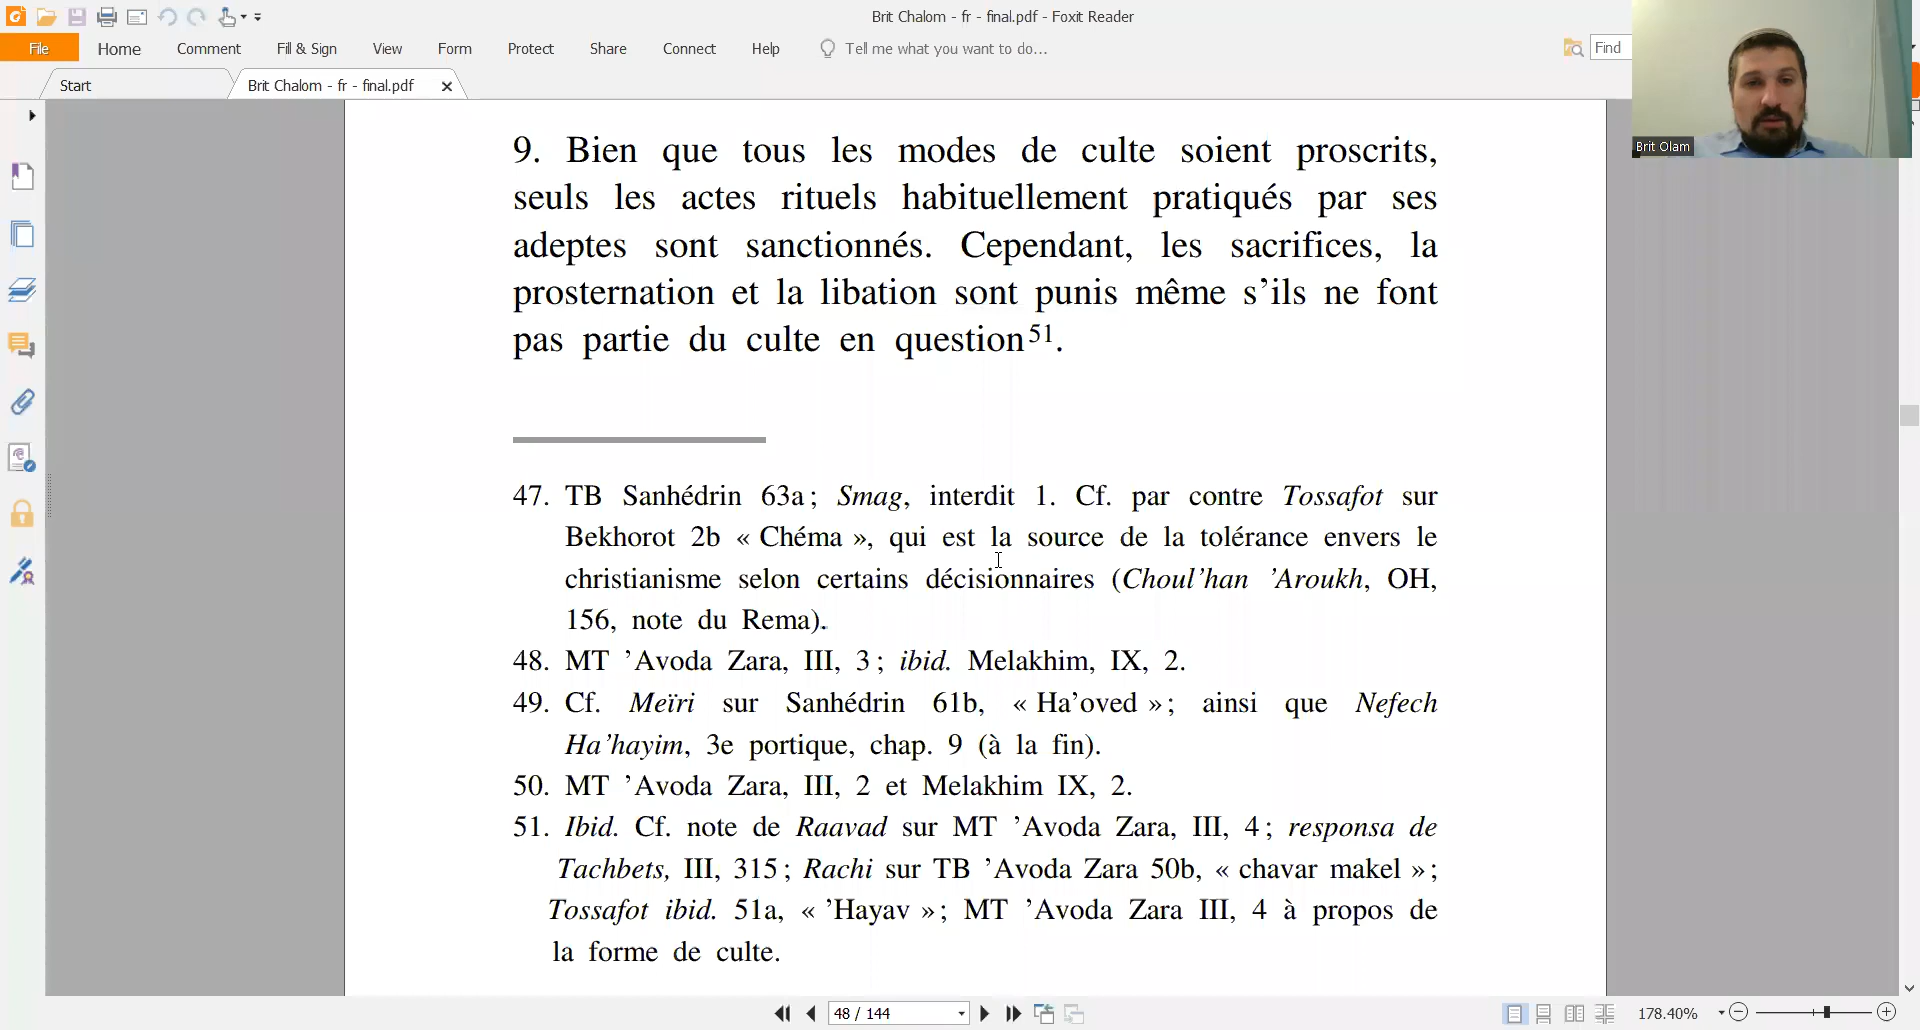 Brit Chalom - fr - final.pdf - Foxit Reader
File Home Comment Fill & Sign View Form Protect Share Connect Help Tell me what you want to do... Find
Start Brit Chalom - fr - final.pdf
Brit Olam
9. Bien que tous les modes de culte soient proscrits,
seuls les actes rituels habituellement pratiqués par ses
adeptes sont sanctionnés. Cependant, les sacrifices, la
prosternation et la libation sont punis même s’ils ne font
pas partie du culte en question51.
47. TB Sanhédrin 63a ; Smag, interdit 1. Cf. par contre Tossafot sur
Bekhorot 2b « Chéma », qui est la source de la tolérance envers le
christianisme selon certains décisionnaires (Choul’han ’Aroukh, OH,
156, note du Rema).
48. MT ’Avoda Zara, III, 3 ; ibid. Melakhim, IX, 2.
49. Cf. Meïri sur Sanhédrin 61b, « Ha’oved » ; ainsi que Nefech
Ha’hayim, 3e portique, chap. 9 (à la fin).
50. MT ’Avoda Zara, III, 2 et Melakhim IX, 2.
51. Ibid. Cf. note de Raavad sur MT ’Avoda Zara, III, 4 ; responsa de
Tachbets, III, 315 ; Rachi sur TB ’Avoda Zara 50b, « chavar makel » ;
Tossafot ibid. 51a, « ’Hayav » ; MT ’Avoda Zara III, 4 à propos de
la forme de culte.
48 / 144 178.40%